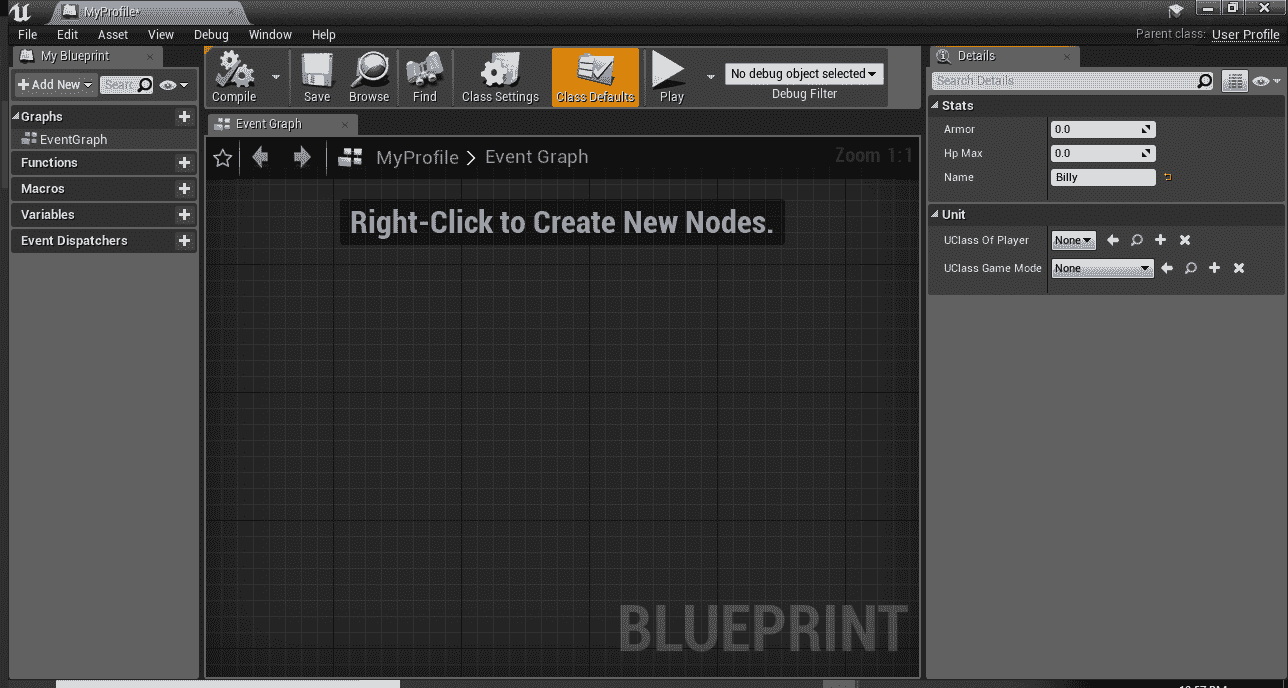 MyProfile*
File Edit Asset View Debug Window Help
Parent class: User Profile
My Blueprint
Add New
Search
Graphs
EventGraph
Functions
Macros
Variables
Event Dispatchers
Compile
Save
Browse
Find
Class Settings
Class Defaults
Play
No debug object selected
Debug Filter
Event Graph
MyProfile > Event Graph
Zoom 1:1
Right-Click to Create New Nodes.
BLUEPRINT
Details
Search Details
Stats
Armor 0.0
Hp Max 0.0
Name Billy
Unit
UClass Of Player None
UClass Game Mode None